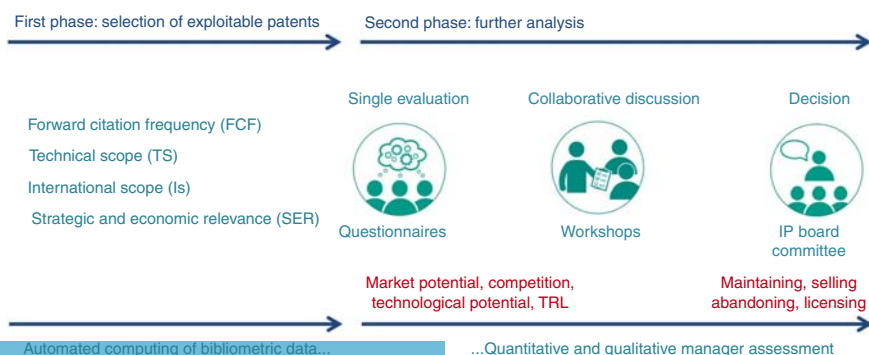 First phase: selection of exploitable patents
Second phase: further analysis
Forward citation frequency (FCF)
Technical scope (TS)
International scope (Is)
Strategic and economic relevance (SER)
Single evaluation
Questionnaires
Collaborative discussion
Workshops
Decision
IP board
committee
Market potential, competition,
technological potential, TRL
Maintaining, selling
abandoning, licensing
Automated computing of bibliometric data...
...Quantitative and qualitative manager assessment